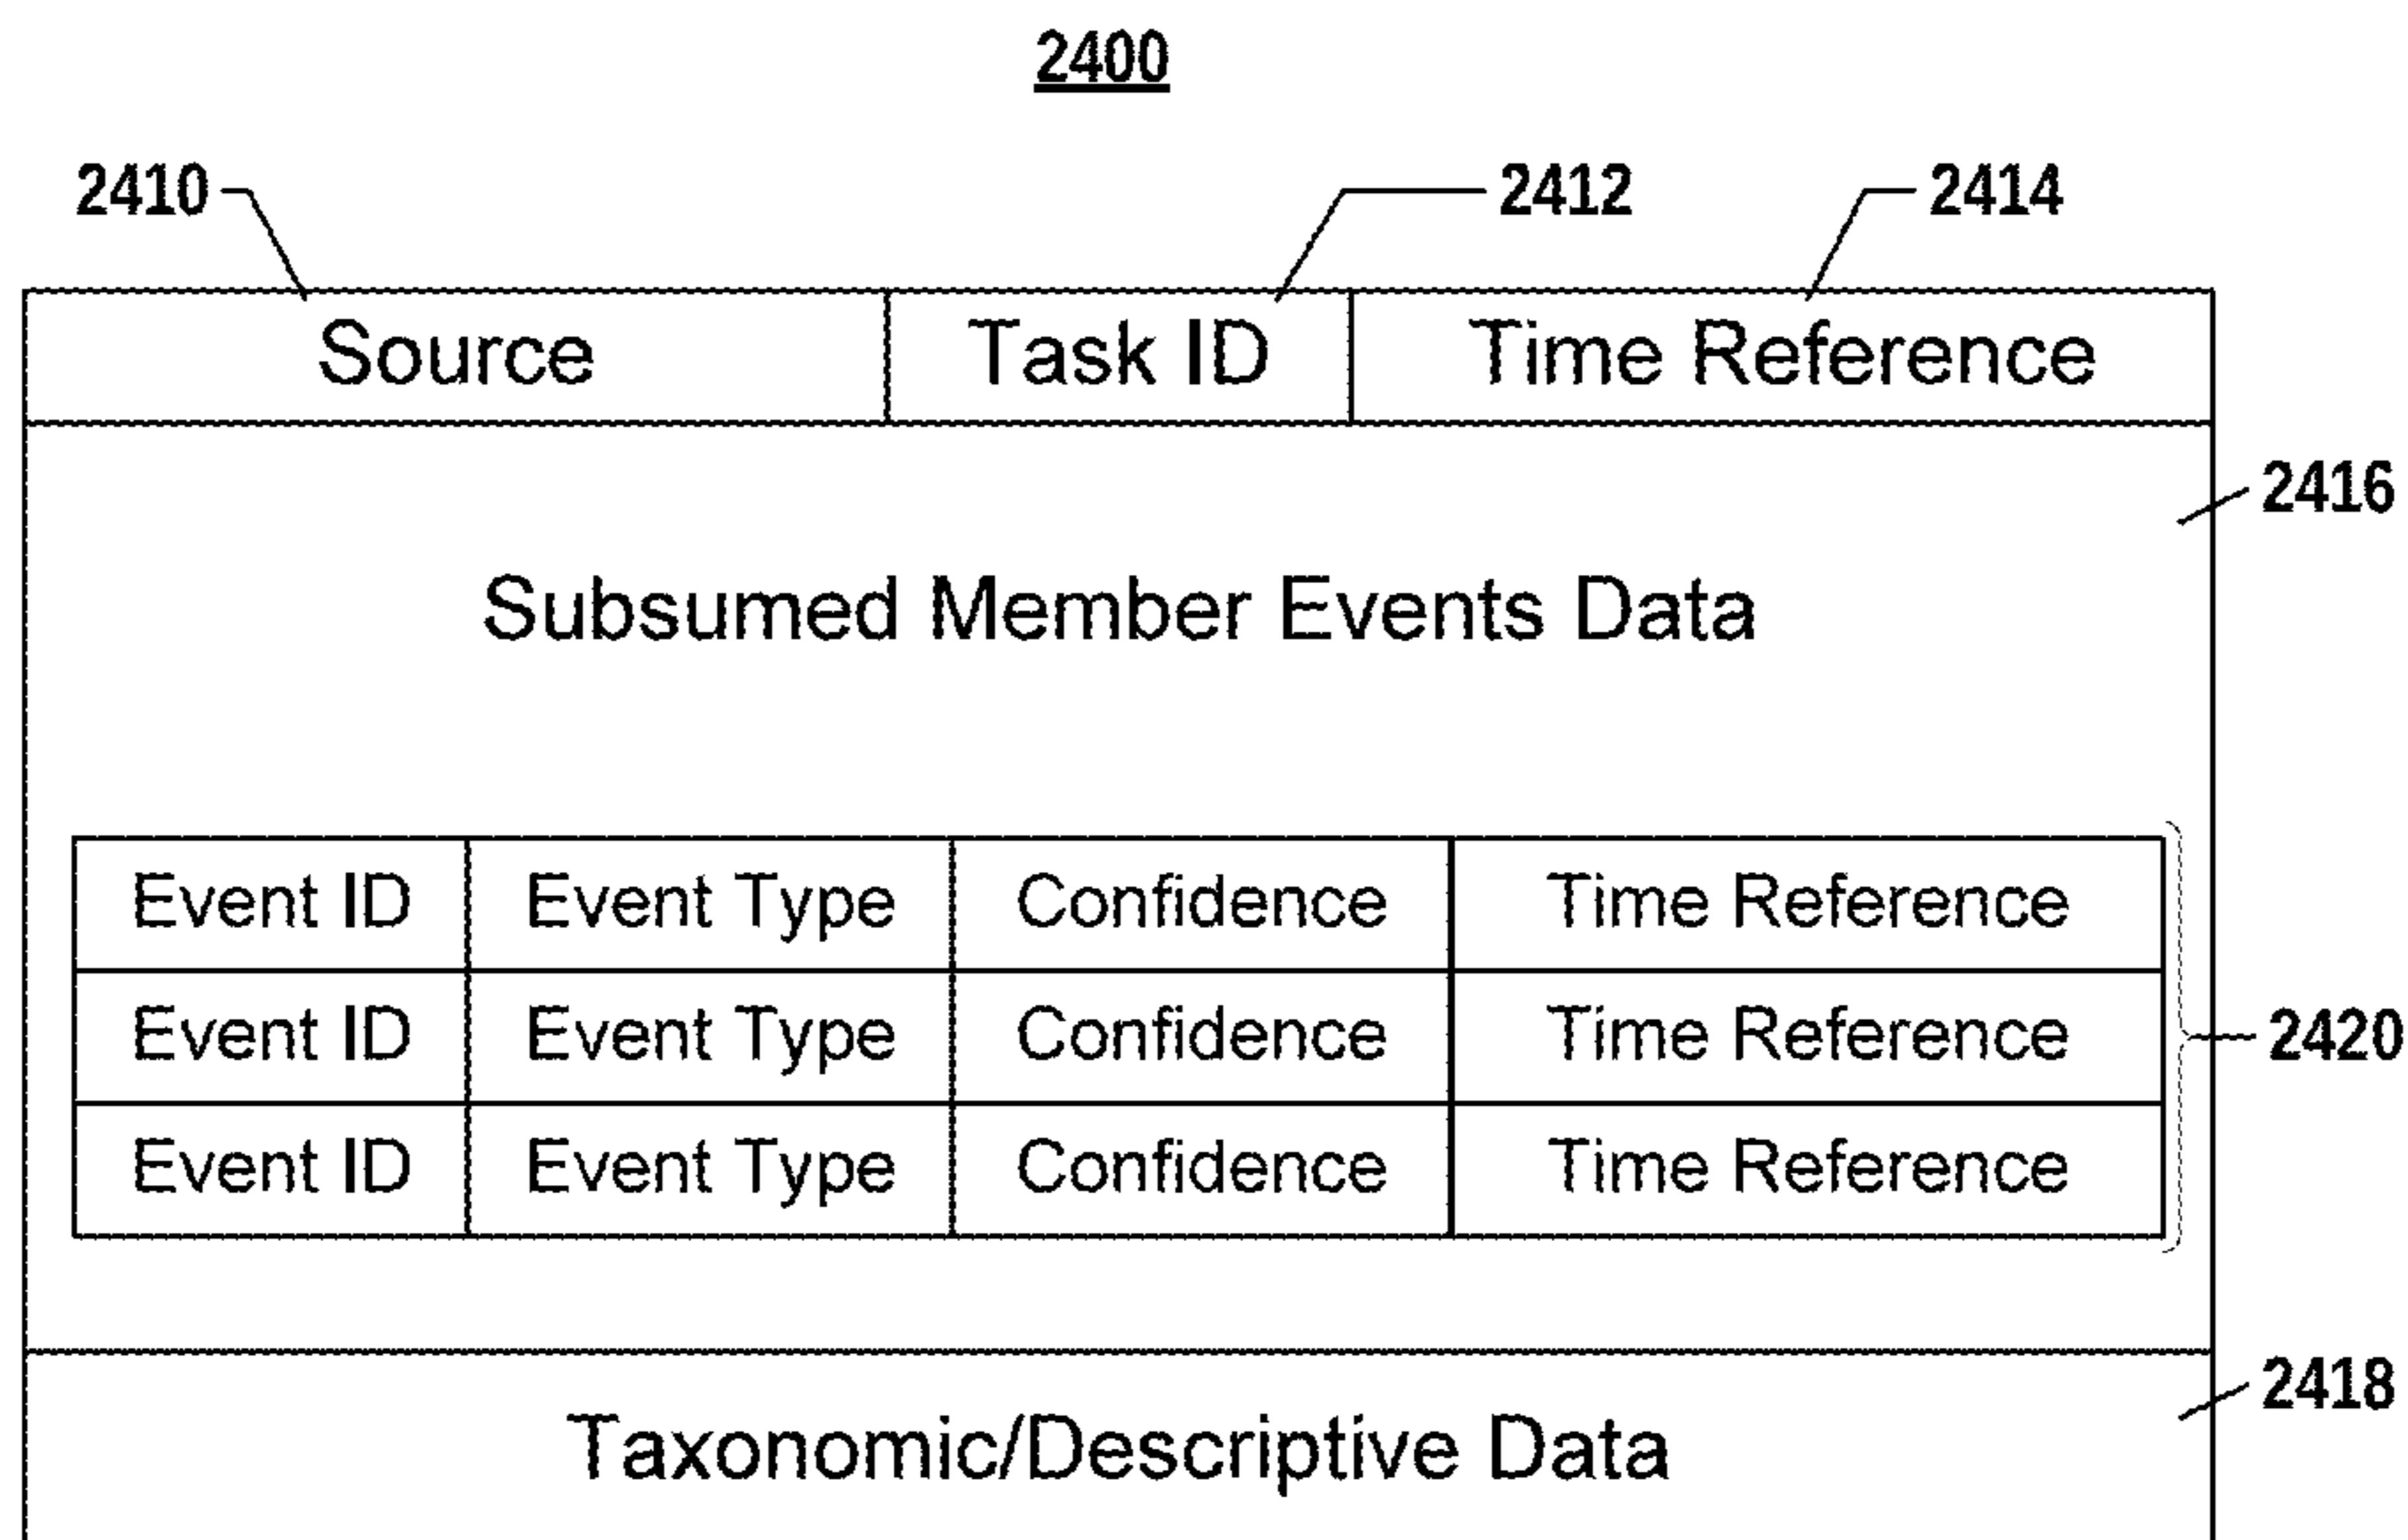 2400
2410 2412 2414
Source Task ID Time Reference
2416
Subsumed Member Events Data
Event ID Event Type Confidence Time Reference
Event ID Event Type Confidence Time Reference
2420
Event ID Event Type Confidence Time Reference
2418
Taxonomic/Descriptive Data